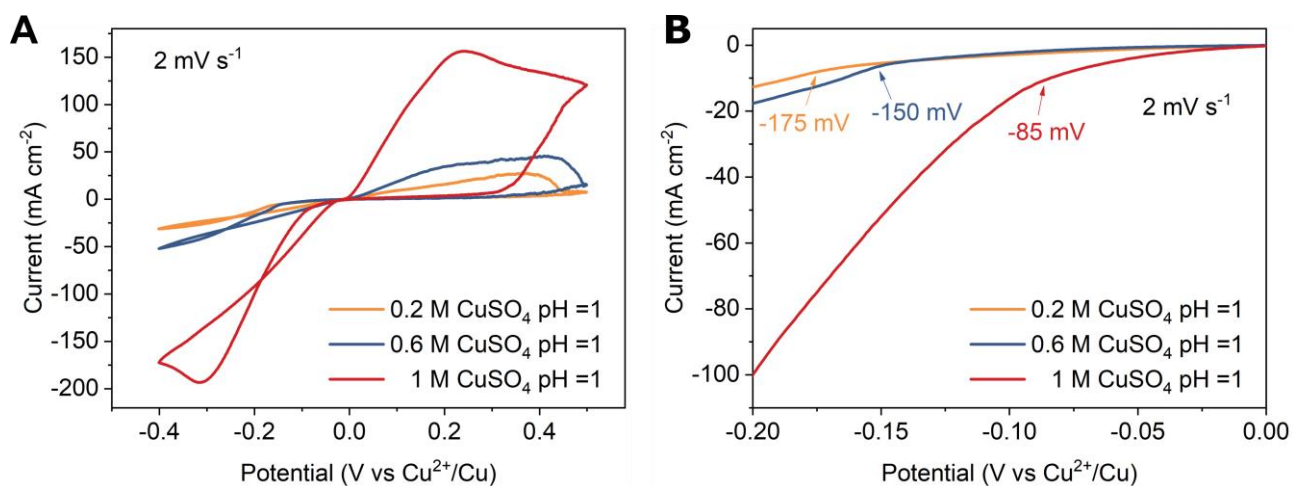 A
2 mV s⁻¹
Current (mA cm⁻²)
150
100
50
0
-50
-100
-150
-200
0.2 M CuSO₄ pH =1
0.6 M CuSO₄ pH =1
1 M CuSO₄ pH =1
-0.4
-0.2
0.0
0.2
0.4
Potential (V vs Cu²⁺/Cu)
B
Current (mA cm⁻²)
0
-20
-40
-60
-80
-100
-175 mV
-150 mV
-85 mV
2 mV s⁻¹
0.2 M CuSO₄ pH =1
0.6 M CuSO₄ pH =1
1 M CuSO₄ pH =1
-0.20
-0.15
-0.10
-0.05
0.00
Potential (V vs Cu²⁺/Cu)